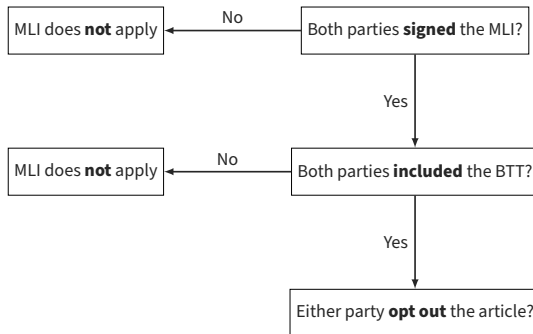 MLI does not apply
No
Both parties signed the MLI?
Yes
MLI does not apply
No
Both parties included the BTT?
Yes
Either party opt out the article?